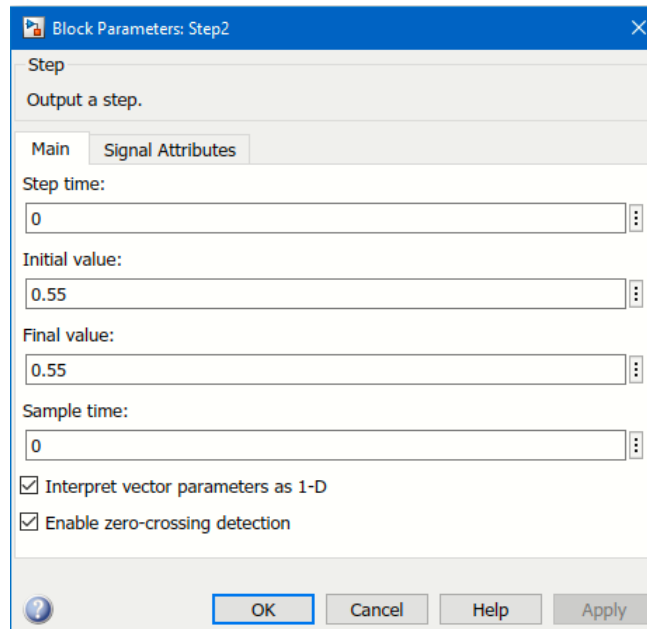 Block Parameters: Step2
Step
Output a step.
Main Signal Attributes
Step time:
0
Initial value:
0.55
Final value:
0.55
Sample time:
0
Interpret vector parameters as 1-D
Enable zero-crossing detection
? OK Cancel Help Apply